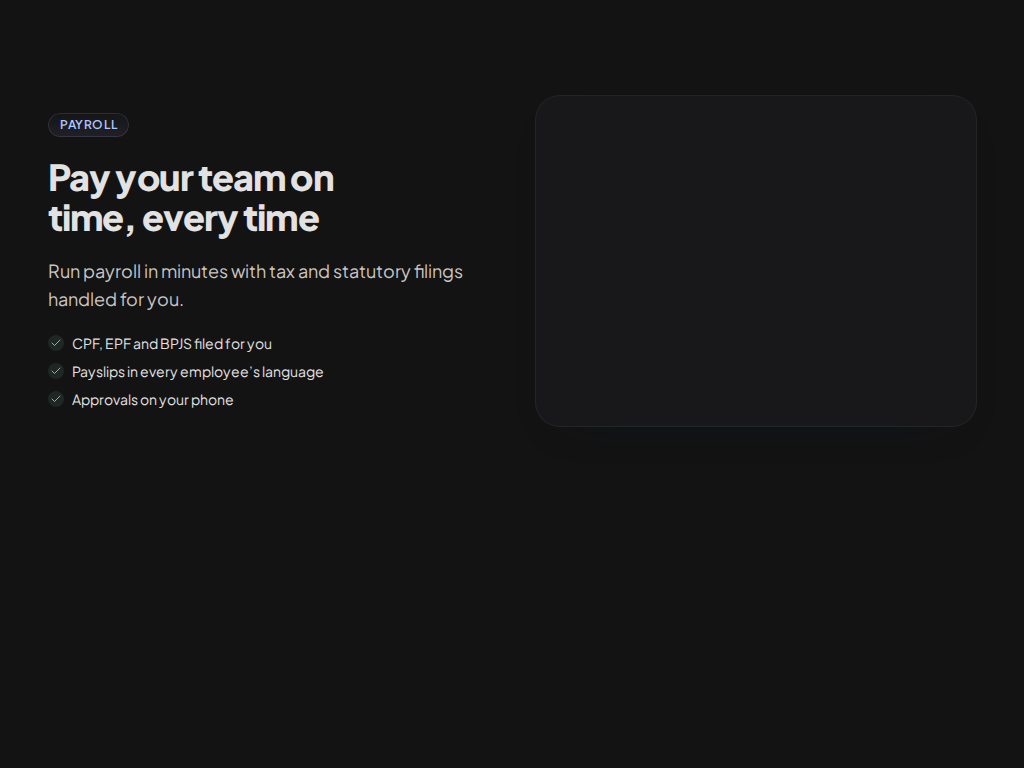 PAYROLL
Pay your team on
time, every time
Run payroll in minutes with tax and statutory filings
handled for you.
CPF, EPF and BPJS filed for you
Payslips in every employee’s language
Approvals on your phone